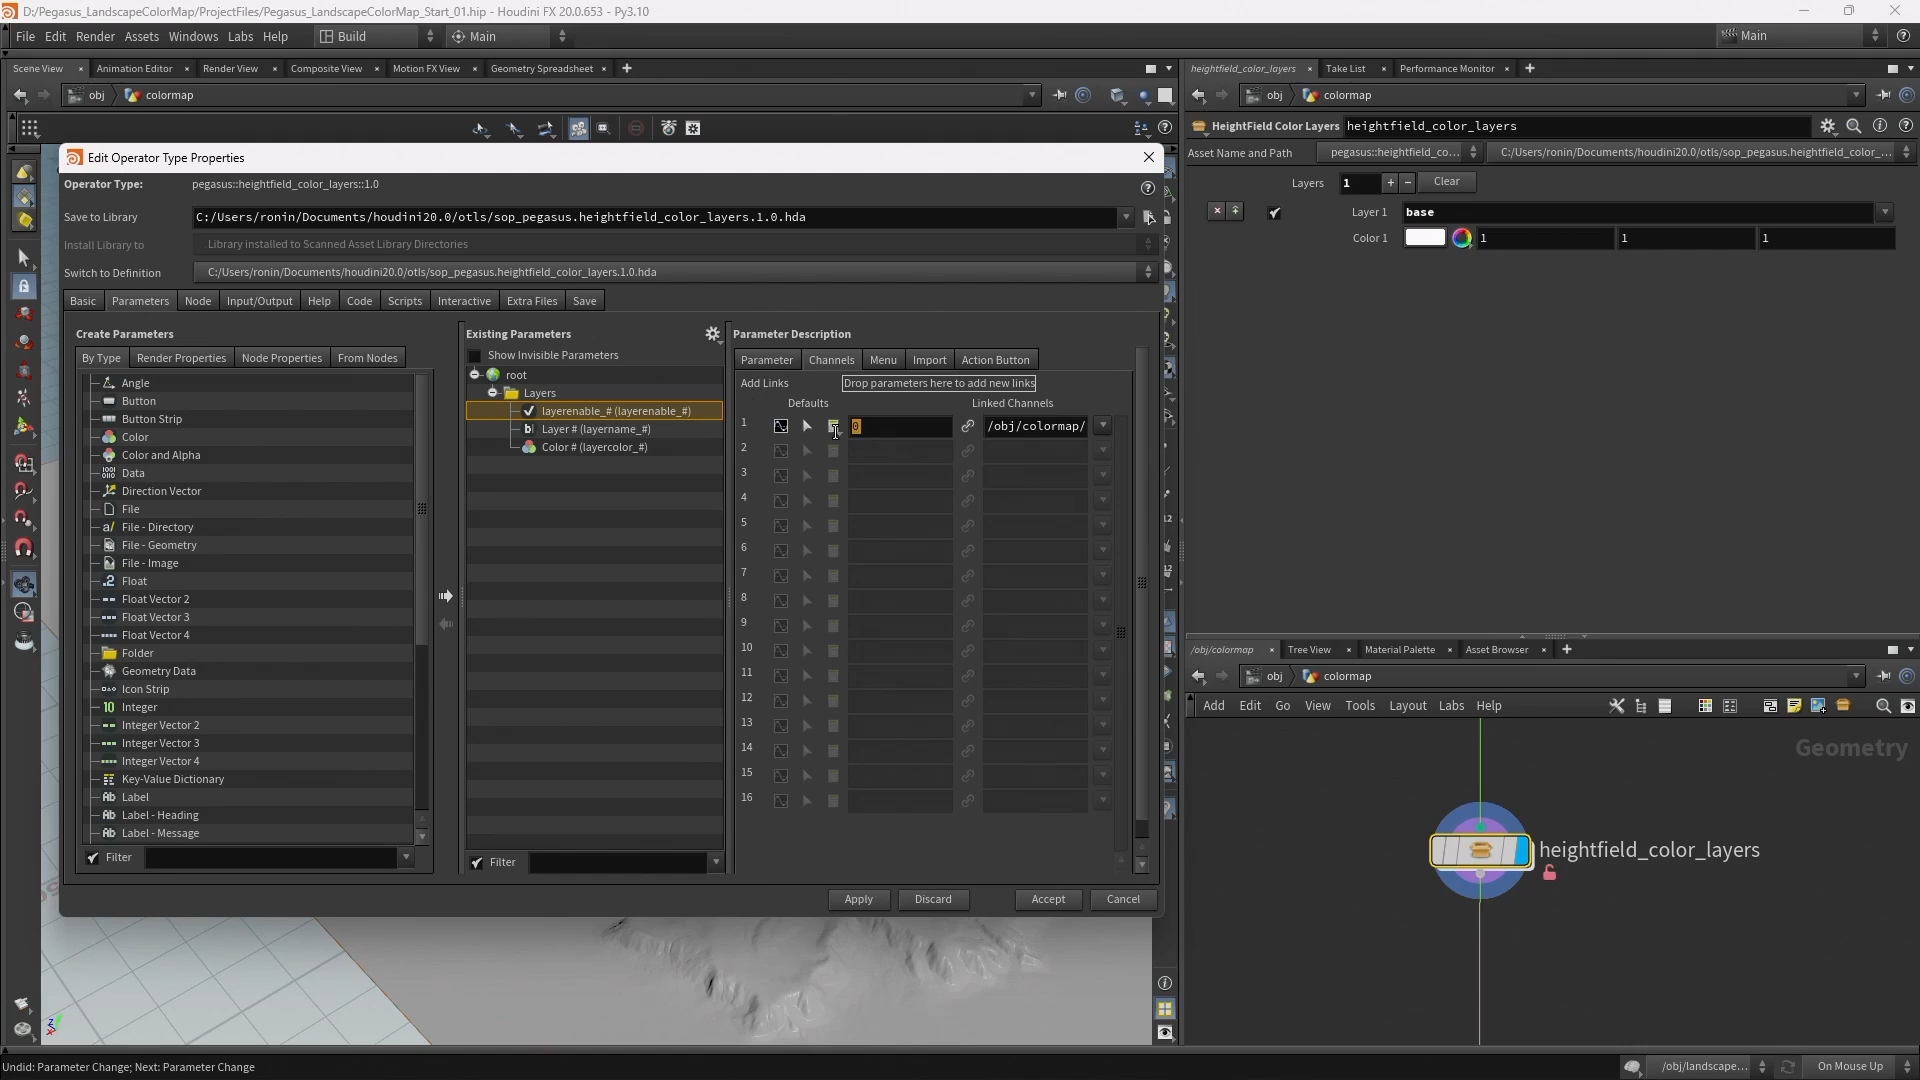 D:/Pegasus_LandscapeColorMap/ProjectFiles/Pegasus_LandscapeColorMap_Start_01.hip - Houdini FX 20.0.653 - Py3.10
File Edit Render Assets Windows Labs Help Build Main Main
Scene View Animation Editor Render View Composite View Motion FX View Geometry Spreadsheet
obj colormap
Edit Operator Type Properties
Operator Type: pegasus::heightfield_color_layers::1.0
Save to Library C:/Users/ronin/Documents/houdini20.0/otls/sop_pegasus.heightfield_color_layers.1.0.hda
Install Library to Library installed to Scanned Asset Library Directories
Switch to Definition C:/Users/ronin/Documents/houdini20.0/otls/sop_pegasus.heightfield_color_layers.1.0.hda
Basic Parameters Node Input/Output Help Code Scripts Interactive Extra Files Save
Create Parameters
By Type Render Properties Node Properties From Nodes
Angle
Button
Button Strip
Color
Color and Alpha
Data
Direction Vector
File
File - Directory
File - Geometry
File - Image
Float
Float Vector 2
Float Vector 3
Float Vector 4
Folder
Geometry Data
Icon Strip
Integer
Integer Vector 2
Integer Vector 3
Integer Vector 4
Key-Value Dictionary
Label
Label - Heading
Label - Message
Filter
Existing Parameters
Show Invisible Parameters
root
Layers
layerenable_# (layerenable_#)
Layer # (layername_#)
Color # (layercolor_#)
Filter
Parameter Description
Parameter Channels Menu Import Action Button
Add Links Drop parameters here to add new links
Defaults Linked Channels
1 0 /obj/colormap/
2
3
4
5
6
7
8
9
10
11
12
13
14
15
16
Apply Discard Accept Cancel
heightfield_color_layers Take List Performance Monitor
obj colormap
HeightField Color Layers heightfield_color_layers
Asset Name and Path pegasus::heightfield_co... C:/Users/ronin/Documents/houdini20.0/otls/sop_pegasus.heightfield_color_...
Layers 1 Clear
Layer 1 base
Color 1 1 1 1
/obj/colormap Tree View Material Palette Asset Browser
obj colormap
Add Edit Go View Tools Layout Labs Help
Geometry
heightfield_color_layers
Undid: Parameter Change; Next: Parameter Change
/obj/landscape... On Mouse Up